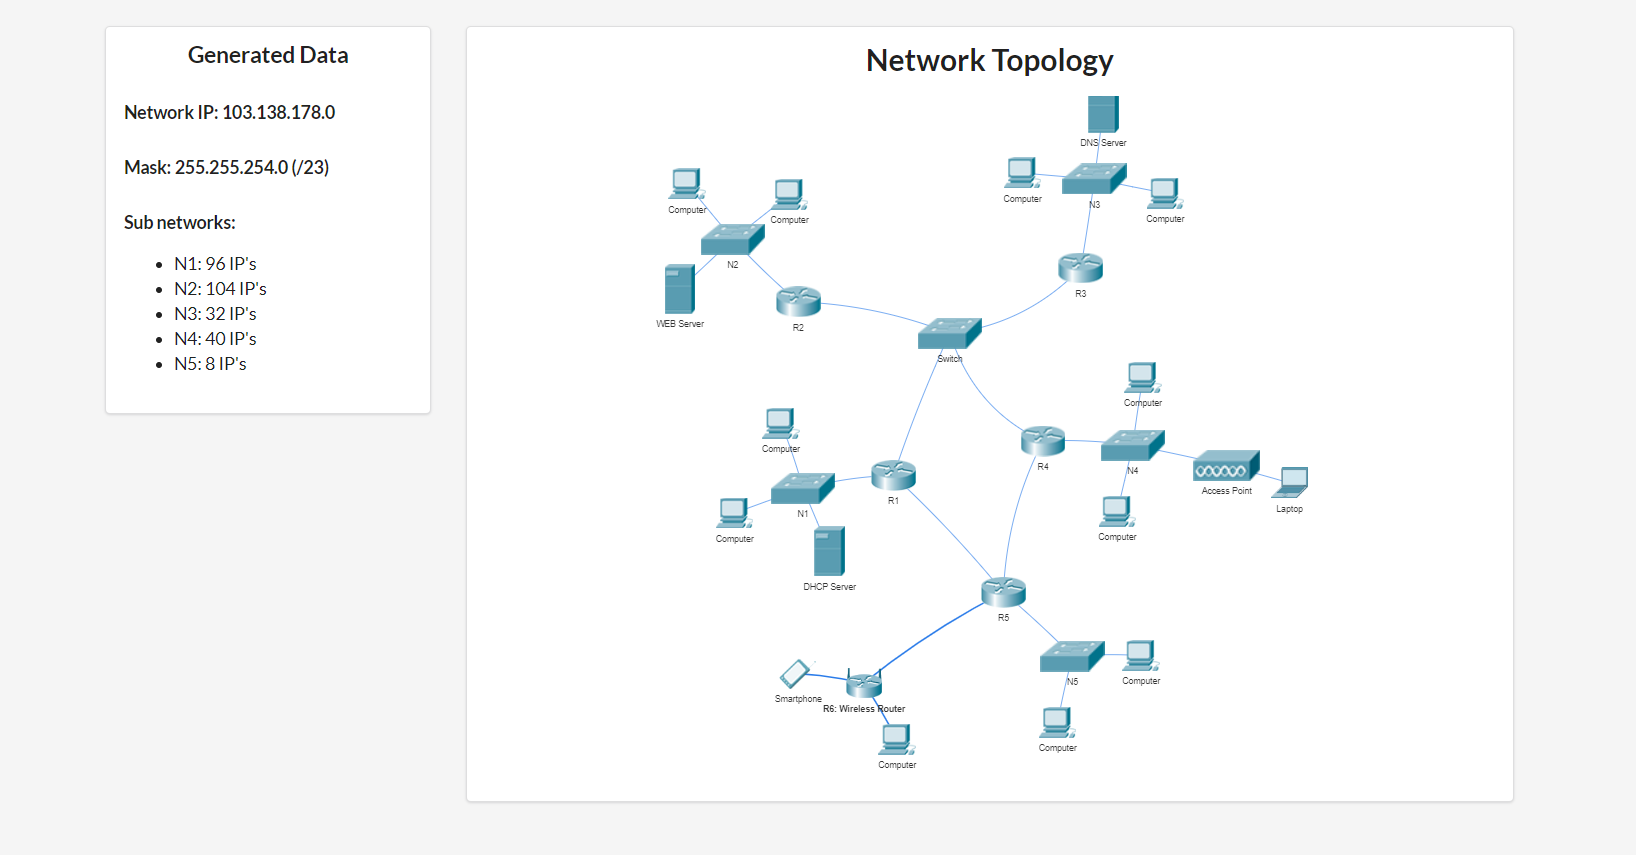 Generated Data
Network IP: 103.138.178.0
Mask: 255.255.254.0 (/23)
Sub networks:
N1: 96 IP's
N2: 104 IP's
N3: 32 IP's
N4: 40 IP's
N5: 8 IP's
Network Topology
DNS Server
Computer
N3
Computer
Computer
Computer
N2
WEB Server
R2
R3
Switch
Computer
R4
N4
Access Point
Laptop
Computer
Computer
N1
R1
Computer
DHCP Server
R5
Smartphone
R6: Wireless Router
Computer
N5
Computer
Computer